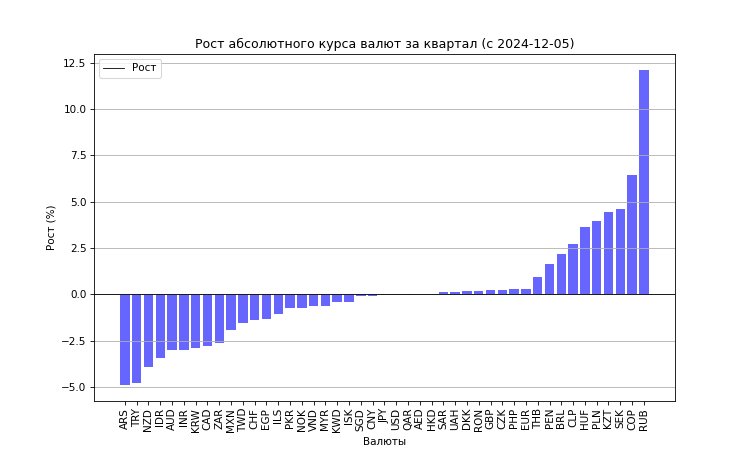 Рост абсолютного курса валют за квартал (с 2024-12-05)
Рост
12.5
10.0
7.5
5.0
2.5
0.0
−2.5
−5.0
Рост (%)
ARS TRY NZD IDR AUD INR KRW CAD ZAR MXN TWD CHF EGP ILS PKR NOK VND MYR KWD ISK SGD CNY JPY USD QAR AED HKD SAR UAH DKK RON GBP CZK PHP EUR THB PEN BRL CLP HUF PLN KZT SEK COP RUB
Валюты